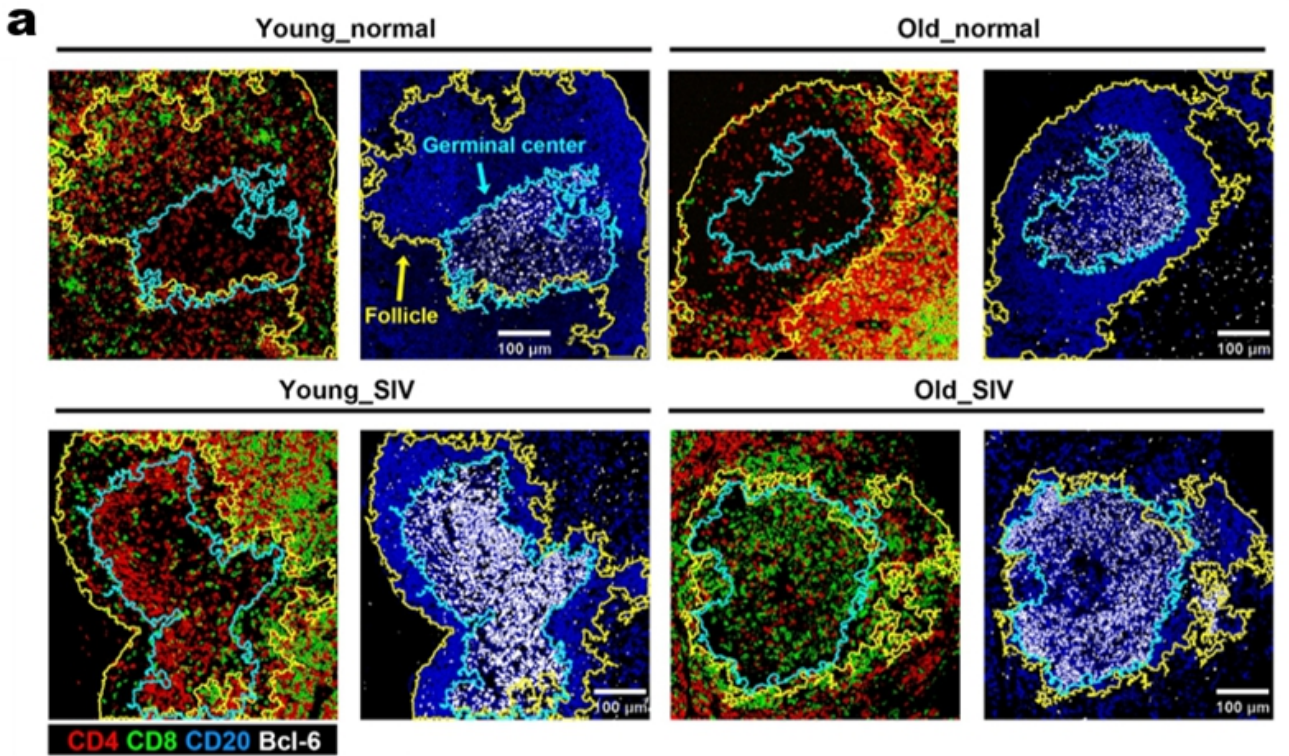 a
Young_normal
Old_normal
Germinal center
Follicle
100 µm
100 µm
Young_SIV
Old_SIV
100 µm
100 µm
CD4 CD8 CD20 Bcl-6